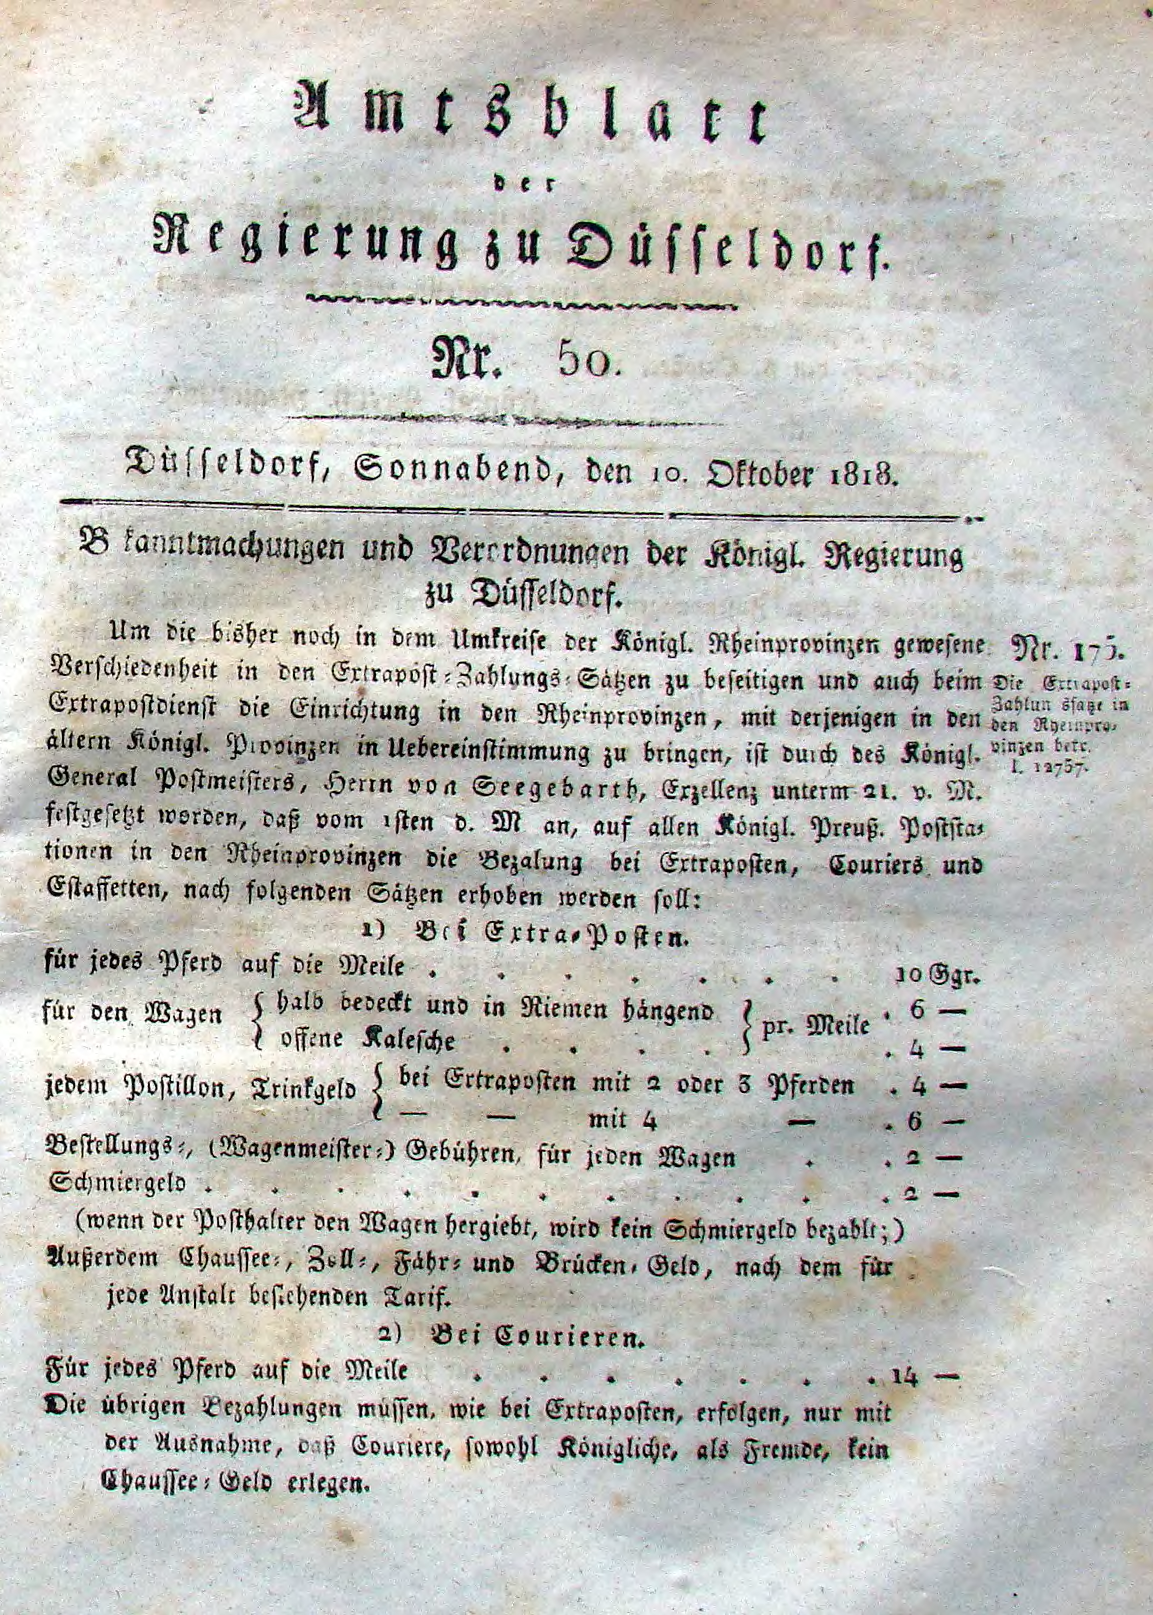 Amtsblatt
der
Regierung zu Düsseldorf.
Nr. 50.
Düsseldorf, Sonnabend, den 10. Oktober 1818.
B kanntmachungen und Verordnungen der Königl. Regierung
zu Düsseldorf.
Um die bisher noch in dem Umkreise der Königl. Rheinprovinzen gewesene
Verschiedenheit in den Extrapost-Zahlungs-Sätzen zu beseitigen und auch beim
Extrapostdienst die Einrichtung in den Rheinprovinzen, mit derjenigen in den
ältern Königl. Provinzen in Uebereinstimmung zu bringen, ist durch des Königl.
General Postmeisters, Herrn von Seegebarth, Exzellenz unterm 21. v. M.
festgesetzt worden, daß vom 1sten d. M an, auf allen Königl. Preuß. Poststa-
tionen in den Rheinprovinzen die Bezalung bei Extraposten, Couriers und
Estaffetten, nach folgenden Sätzen erhoben werden soll:
Nr. 175.
Die Extrapost-
Zahlun ssätze in
den Rheinpro-
vinzen betr.
I. 12757.
1) Bei Extra-Posten.
für jedes Pferd auf die Meile . . . . . . . 10 Ggr.
für den Wagen { halb bedeckt und in Riemen hängend } pr. Meile . 6 —
offene Kalesche . . . . . 4 —
jedem Postillon, Trinkgeld { bei Extraposten mit 2 oder 3 Pferden . 4 —
— — mit 4 — . 6 —
Bestellungs-, (Wagenmeister-) Gebühren, für jeden Wagen . . 2 —
Schmiergeld . . . . . . . . . . . 2 —
(wenn der Posthalter den Wagen hergiebt, wird kein Schmiergeld bezahlt;)
Außerdem Chaussee-, Zoll-, Fähr- und Brücken-Geld, nach dem für
jede Anstalt bestehenden Tarif.
2) Bei Courieren.
Für jedes Pferd auf die Meile . . . . . . . 14 —
Die übrigen Bezahlungen müssen, wie bei Extraposten, erfolgen, nur mit
der Ausnahme, daß Couriere, sowohl Königliche, als Fremde, kein
Chaussee-Geld erlegen.